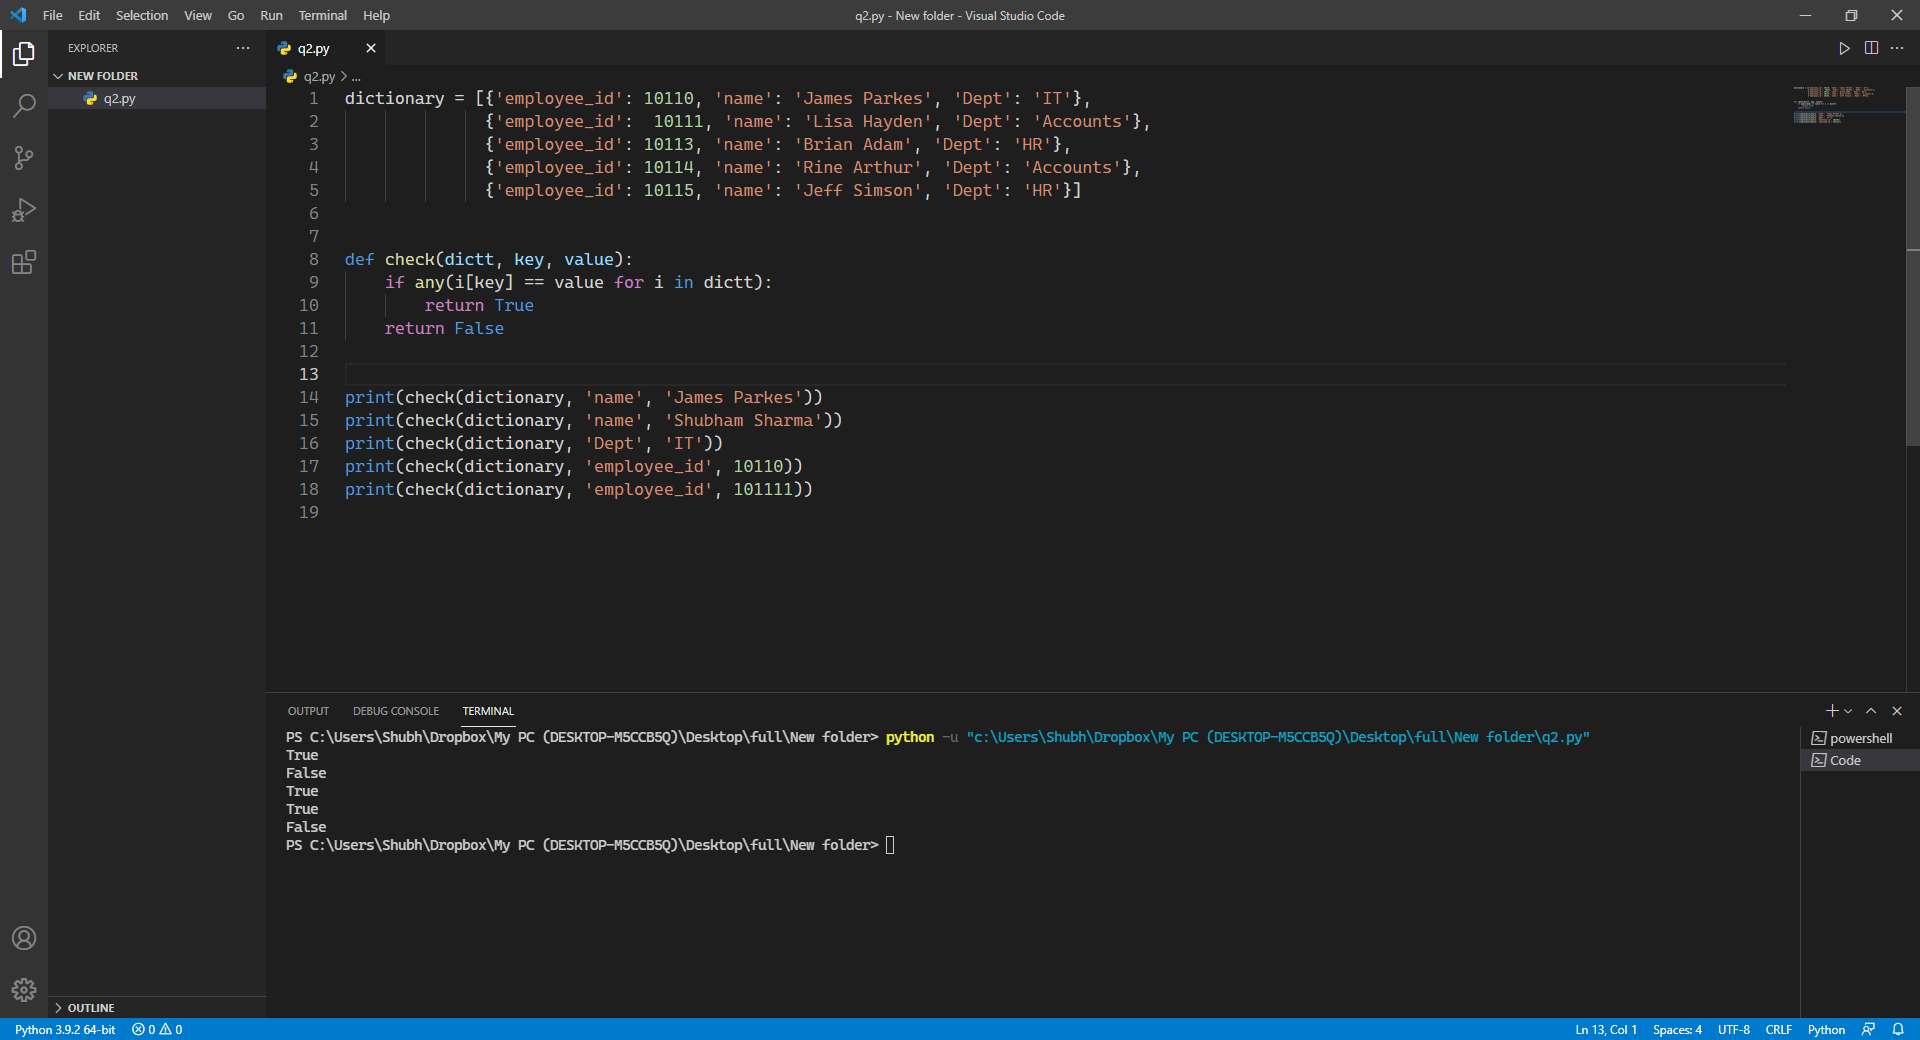 File Edit Selection View Go Run Terminal Help
q2.py - New folder - Visual Studio Code
EXPLORER
NEW FOLDER
q2.py
OUTLINE
q2.py
q2.py > ...
1 dictionary = [{'employee_id': 10110, 'name': 'James Parkes', 'Dept': 'IT'},
2 {'employee_id':  10111, 'name': 'Lisa Hayden', 'Dept': 'Accounts'},
3 {'employee_id': 10113, 'name': 'Brian Adam', 'Dept': 'HR'},
4 {'employee_id': 10114, 'name': 'Rine Arthur', 'Dept': 'Accounts'},
5 {'employee_id': 10115, 'name': 'Jeff Simson', 'Dept': 'HR'}]
6
7
8 def check(dictt, key, value):
9 if any(i[key] == value for i in dictt):
10 return True
11 return False
12
13
14 print(check(dictionary, 'name', 'James Parkes'))
15 print(check(dictionary, 'name', 'Shubham Sharma'))
16 print(check(dictionary, 'Dept', 'IT'))
17 print(check(dictionary, 'employee_id', 10110))
18 print(check(dictionary, 'employee_id', 101111))
19
OUTPUT DEBUG CONSOLE TERMINAL
PS C:\Users\Shubh\Dropbox\My PC (DESKTOP-M5CCB5Q)\Desktop\full\New folder> python -u "c:\Users\Shubh\Dropbox\My PC (DESKTOP-M5CCB5Q)\Desktop\full\New folder\q2.py"
True
False
True
True
False
PS C:\Users\Shubh\Dropbox\My PC (DESKTOP-M5CCB5Q)\Desktop\full\New folder>
powershell
Code
Python 3.9.2 64-bit 0 0 Ln 13, Col 1 Spaces: 4 UTF-8 CRLF Python